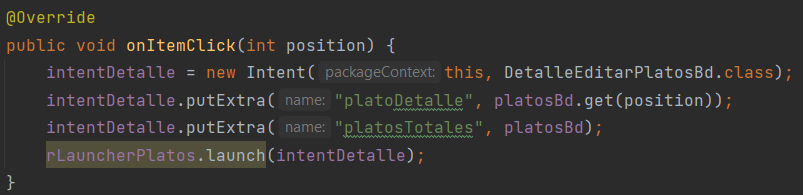 @Override
public void onItemClick(int position) {
intentDetalle = new Intent( packageContext: this, DetalleEditarPlatosBd.class);
intentDetalle.putExtra( name: "platoDetalle", platosBd.get(position));
intentDetalle.putExtra( name: "platosTotales", platosBd);
rLauncherPlatos.launch(intentDetalle);
}